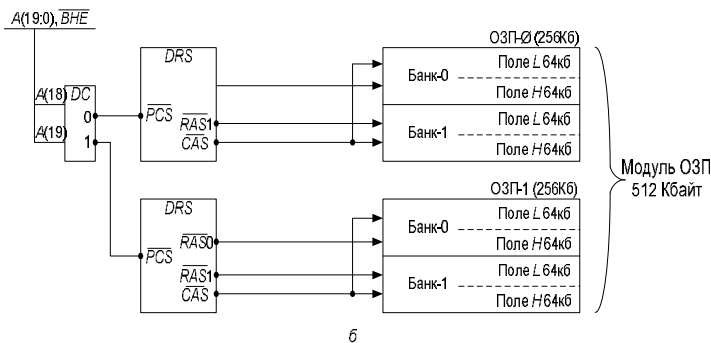 A(19:0), BHE
ОЗП-Ø (256Кб)
DRS
Банк-0
Поле L 64кб
Поле H 64кб
A(18)
DC
0
PCS
RAS1
Банк-1
Поле L 64кб
A(19)
1
CAS
Поле H 64кб
Модуль ОЗП
512 Кбайт
ОЗП-1 (256Кб)
DRS
Банк-0
Поле L 64кб
RAS0
Поле H 64кб
PCS
RAS1
Банк-1
Поле L 64кб
CAS
Поле H 64кб
б